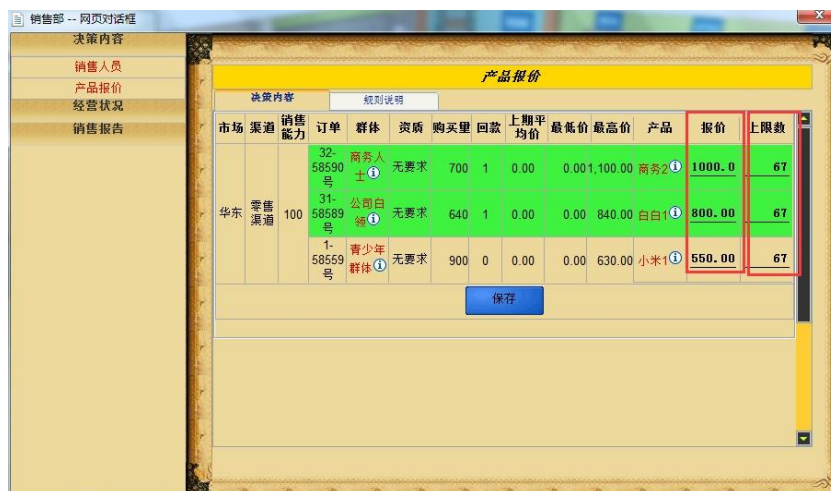 销售部 -- 网页对话框
决策内容
销售人员
产品报价
经营状况
销售报告
产品报价
决策内容 规则说明
市场 渠道 销售能力 订单 群体 资质 购买量 回款 上期平均价 最低价 最高价 产品 报价 上限数
华东 零售渠道 100 32-58590号 商务人士 无要求 700 1 0.00 0.00 1,100.00 商务2 1000.0 67
31-58589号 公司白领 无要求 640 1 0.00 0.00 840.00 白白1 800.00 67
1-58559号 青少年群体 无要求 900 0 0.00 0.00 630.00 小米1 550.00 67
保存